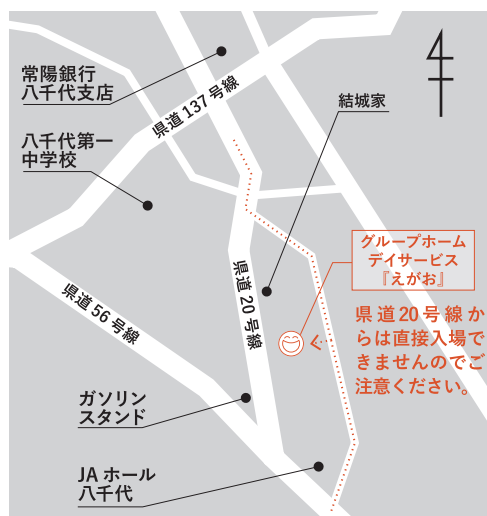 常陽銀行
八千代支店
県道137号線
結城家
八千代第一
中学校
グループホーム
デイサービス
『えがお』
県道20号線
県道56号線
県道20号線か
らは直接入場で
きませんのでご
注意ください。
ガソリン
スタンド
JAホール
八千代